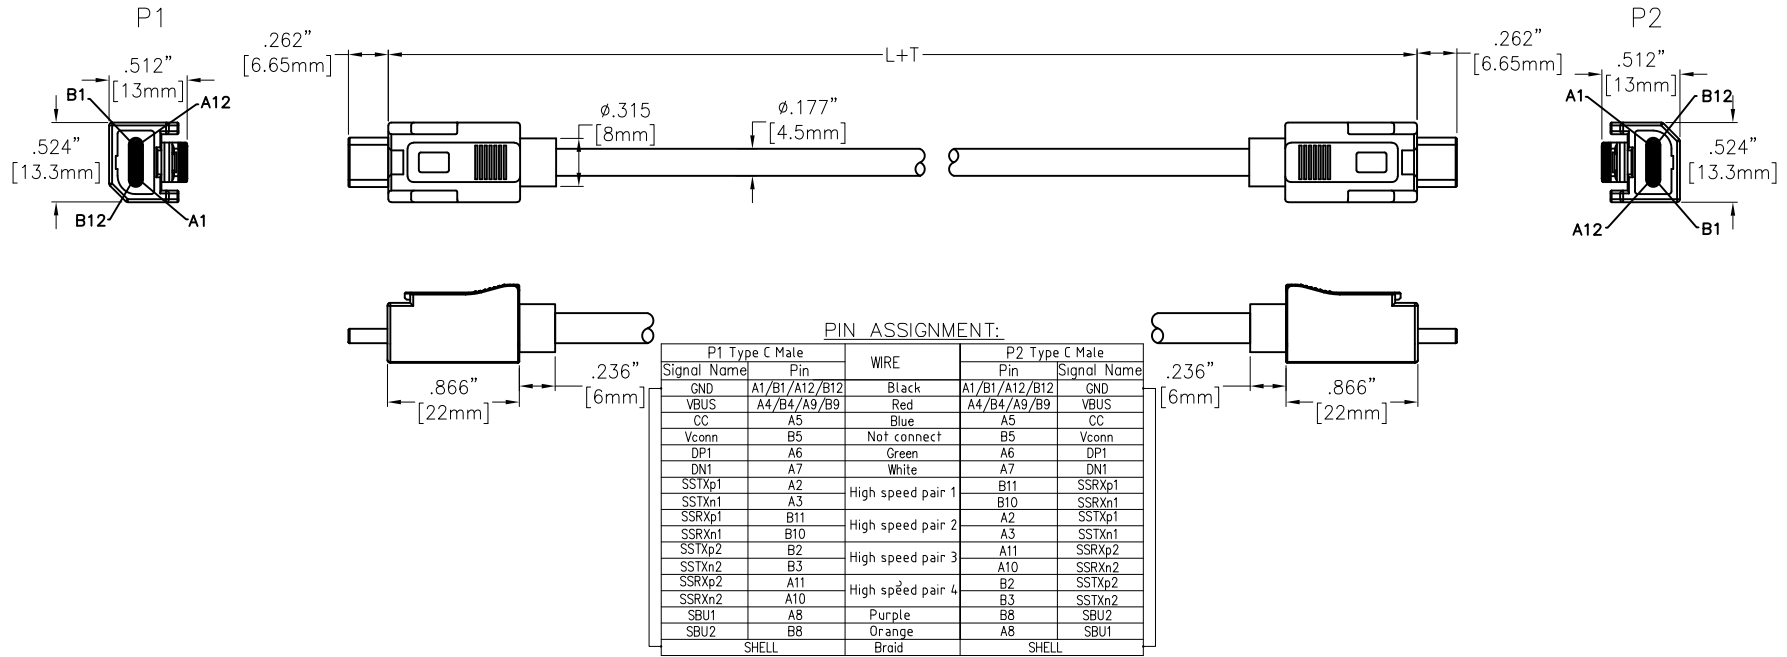 P1
P2
.262”
[6.65mm]
L+T
.262”
[6.65mm]
.512”
[13mm]
B1
A12
.524”
[13.3mm]
B12
A1
ø.315
[8mm]
ø.177”
[4.5mm]
.512”
[13mm]
A1
B12
.524”
[13.3mm]
A12
B1
.866”
[22mm]
.236”
[6mm]
.236”
[6mm]
.866”
[22mm]
PIN ASSIGNMENT:
P1 Type C Male WIRE P2 Type C Male
Signal Name Pin Pin Signal Name
GND A1/B1/A12/B12 Black A1/B1/A12/B12 GND
VBUS A4/B4/A9/B9 Red A4/B4/A9/B9 VBUS
CC A5 Blue A5 CC
Vconn B5 Not connect B5 Vconn
DP1 A6 Green A6 DP1
DN1 A7 White A7 DN1
SSTXp1 A2 High speed pair 1 B11 SSRXp1
SSTXn1 A3 B10 SSRXn1
SSRXp1 B11 High speed pair 2 A2 SSTXp1
SSRXn1 B10 A3 SSTXn1
SSTXp2 B2 High speed pair 3 A11 SSRXp2
SSTXn2 B3 A10 SSRXn2
SSRXp2 A11 High speed pair 4 B2 SSTXp2
SSRXn2 A10 B3 SSTXn2
SBU1 A8 Purple B8 SBU2
SBU2 B8 Orange A8 SBU1
SHELL Braid SHELL